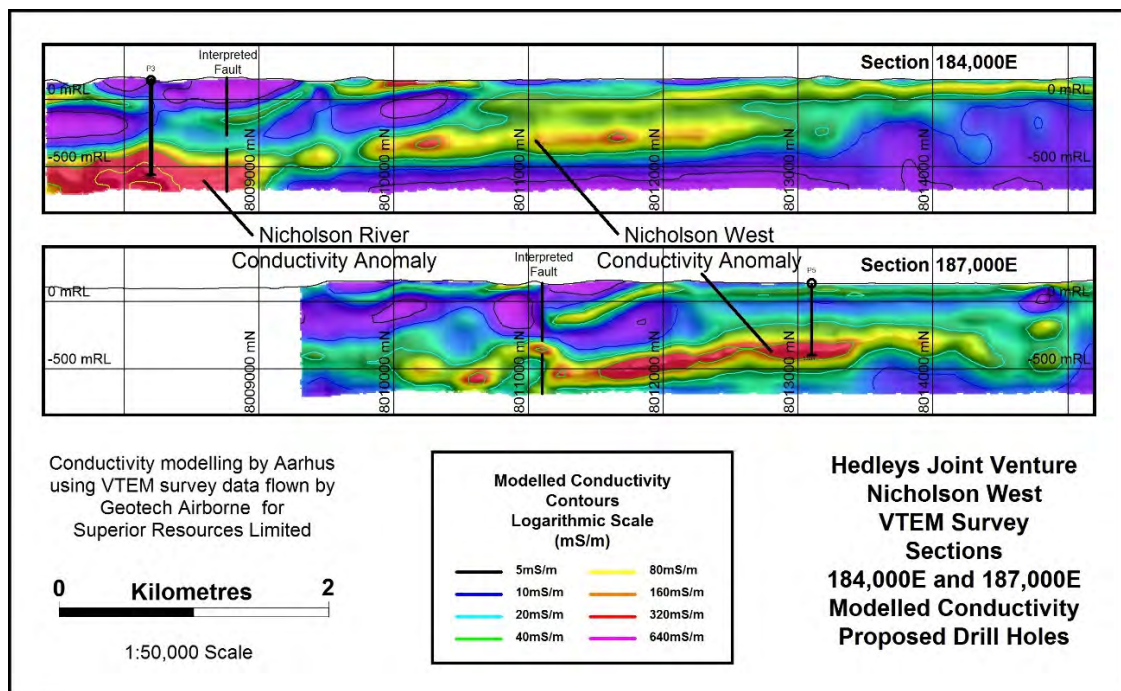 Interpreted
Fault
P3
Section 184,000E
0 mRL
0 mRL
-500 mRL
-500 mRL
8009000 mN
8010000 mN
8011000 mN
8012000 mN
8013000 mN
8014000 mN
Nicholson River
Conductivity Anomaly
Nicholson West
Conductivity Anomaly
Interpreted
Fault
P5
Section 187,000E
0 mRL
0 mRL
-500 mRL
-500 mRL
8009000 mN
8010000 mN
8011000 mN
8012000 mN
8013000 mN
8014000 mN
Conductivity modelling by Aarhus
using VTEM survey data flown by
Geotech Airborne for
Superior Resources Limited
0 Kilometres 2
1:50,000 Scale
Modelled Conductivity
Contours
Logarithmic Scale
(mS/m)
5mS/m 80mS/m
10mS/m 160mS/m
20mS/m 320mS/m
40mS/m 640mS/m
Hedleys Joint Venture
Nicholson West
VTEM Survey
Sections
184,000E and 187,000E
Modelled Conductivity
Proposed Drill Holes